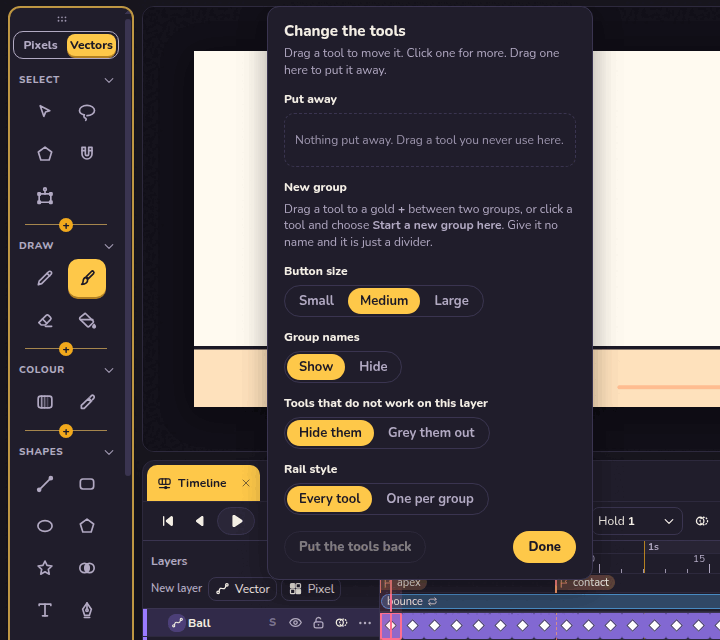 Pixels Vectors
SELECT
DRAW
COLOUR
SHAPES
Change the tools
Drag a tool to move it. Click one for more. Drag one
here to put it away.
Put away
Nothing put away. Drag a tool you never use here.
New group
Drag a tool to a gold + between two groups, or click a
tool and choose Start a new group here. Give it no
name and it is just a divider.
Button size
Small Medium Large
Group names
Show Hide
Tools that do not work on this layer
Hide them Grey them out
Rail style
Every tool One per group
Put the tools back Done
Timeline
Hold 1
Layers
1s
15
New layer Vector Pixel
apex
contact
bounce
Ball
S